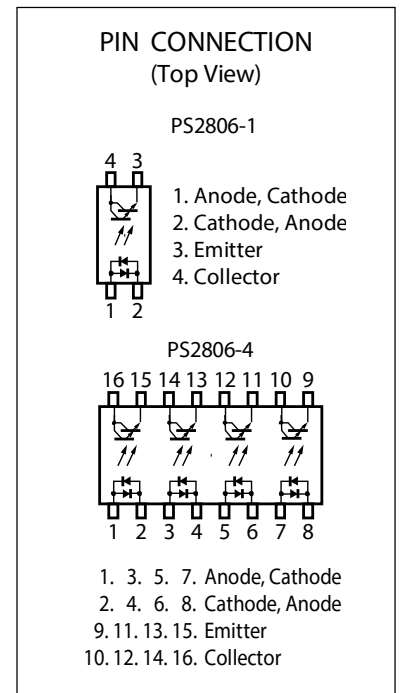 PIN CONNECTION
(Top View)
PS2806-1
4 3
1. Anode, Cathode
2. Cathode, Anode
3. Emitter
4. Collector
1 2
PS2806-4
16 15 14 13 12 11 10 9
1 2 3 4 5 6 7 8
1. 3. 5. 7. Anode, Cathode
2. 4. 6. 8. Cathode, Anode
9. 11. 13. 15. Emitter
10. 12. 14. 16. Collector